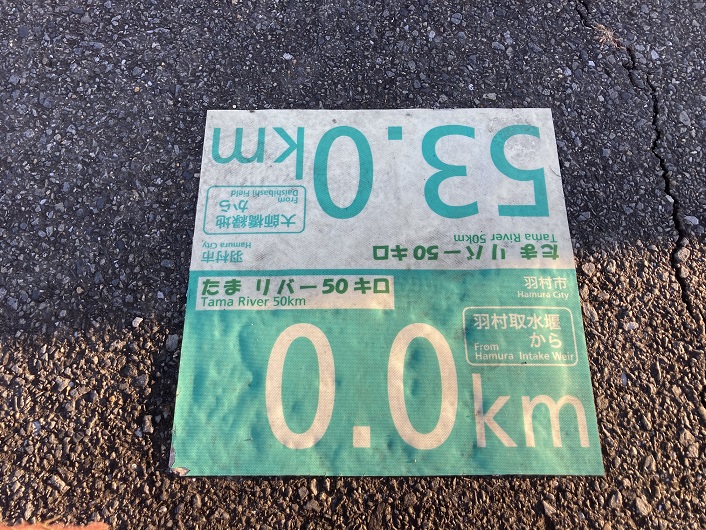 53.0km
大師橋緑地
から
From
Daishibashi Field
たま リバー50キロ
Tama River 50km
羽村市
Hamura City
たま リバー50キロ
Tama River 50km
羽村市
Hamura City
羽村取水堰
から
From
Hamura Intake Weir
0.0km